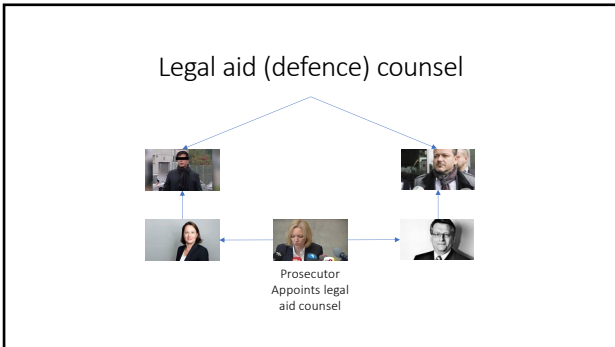 Legal aid (defence) counsel
Prosecutor
Appoints legal
aid counsel